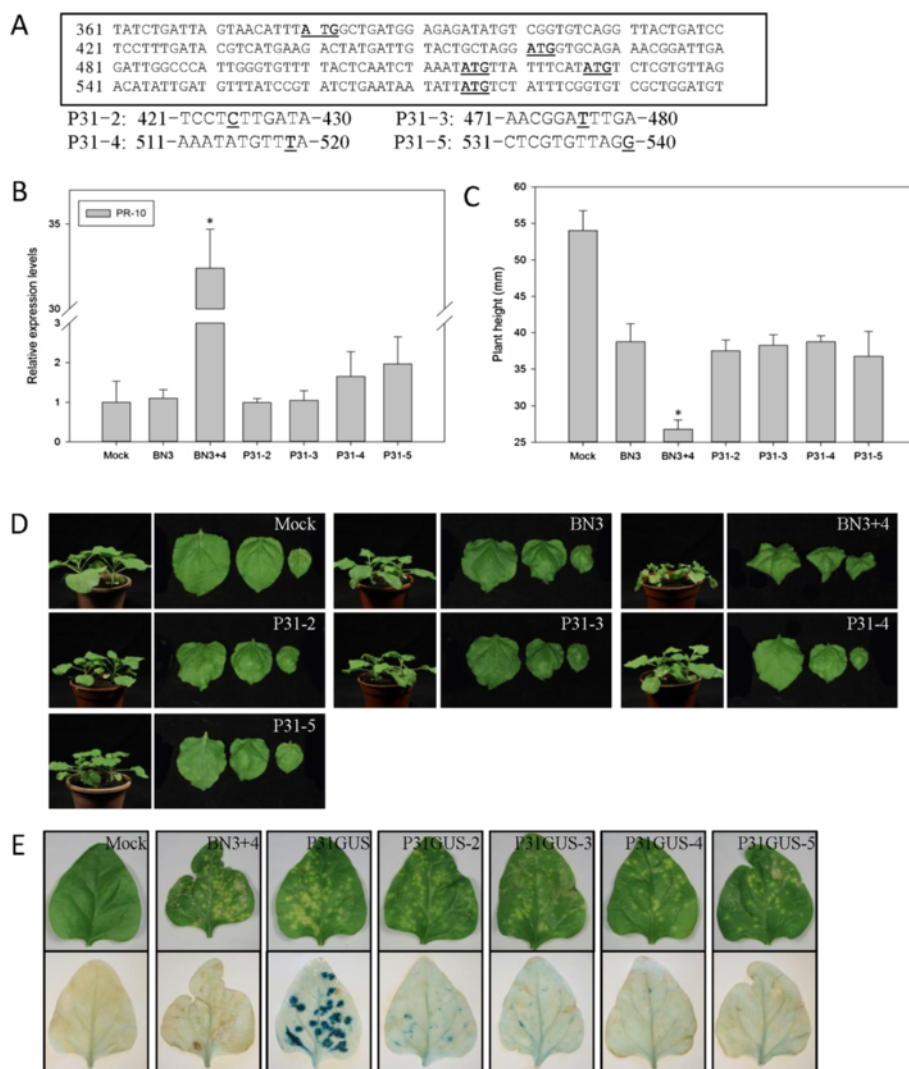 A
361 TATCTGATTA GTAACATTTA TGGCTGATGG AGAGATATGT CGGTGTCAGG TTACTGATCC
421 TCCTTTGATA CGTCATGAAG GACTATGATTG TACTGCTAGG ATGGTGCAGA AACGGATTGA
481 GATTGGCCCA TTGGGTGTTT TACTCAATCT AAATATGTTA TTTCATATGT CTCGTGTTAG
541 ACATATTGAT GTTTATCCGT ATCTGAATAA TATTATGTCT ATTTCGGTGT CGCTGGATGT
P31-2: 421-TCCTCTTGATA-430 P31-3: 471-AACGGATTTGA-480
P31-4: 511-AAATATGTTTA-520 P31-5: 531-CTCGTGTTAGG-540
B
PR-10
Relative expression levels
35
30
3
2
1
0
*
Mock BN3 BN3+4 P31-2 P31-3 P31-4 P31-5
C
Plant height (mm)
60
55
50
45
40
35
30
25
*
Mock BN3 BN3+4 P31-2 P31-3 P31-4 P31-5
D
Mock BN3 BN3+4
P31-2 P31-3 P31-4
P31-5
E
Mock BN3+4 P31GUS P31GUS-2 P31GUS-3 P31GUS-4 P31GUS-5